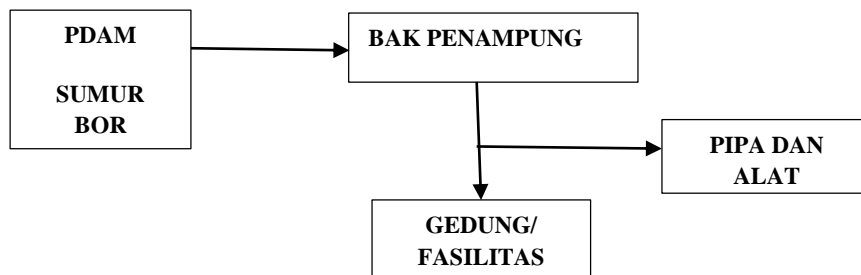 PDAM
SUMUR
BOR
BAK PENAMPUNG
PIPA DAN
ALAT
GEDUNG/
FASILITAS